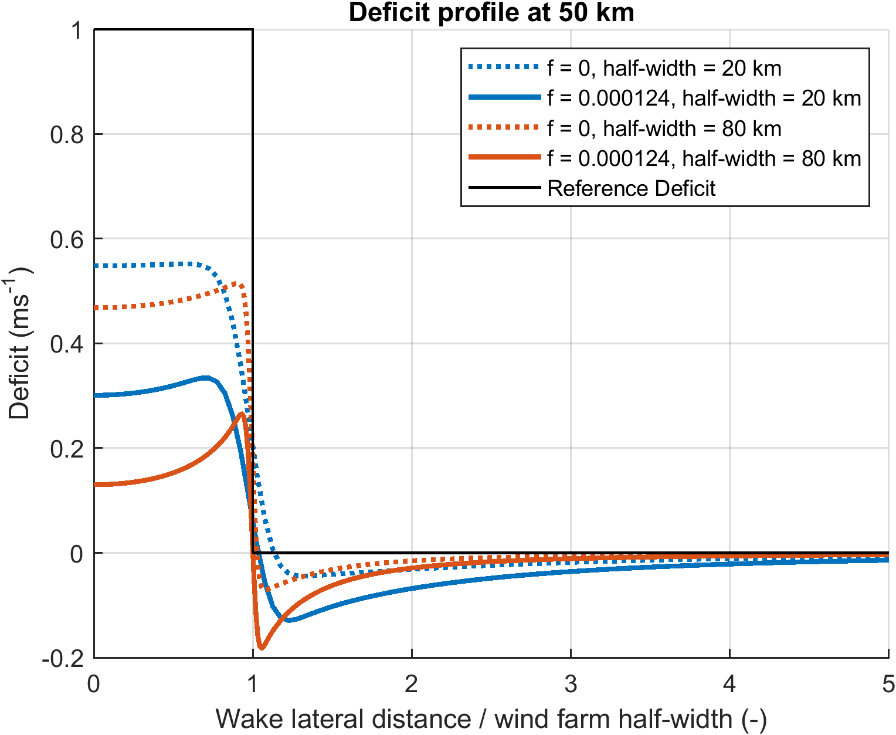 Deficit profile at 50 km
f = 0, half-width = 20 km
f = 0.000124, half-width = 20 km
f = 0, half-width = 80 km
f = 0.000124, half-width = 80 km
Reference Deficit
Deficit (ms⁻¹)
1
0.8
0.6
0.4
0.2
0
-0.2
0 1 2 3 4 5
Wake lateral distance / wind farm half-width (-)